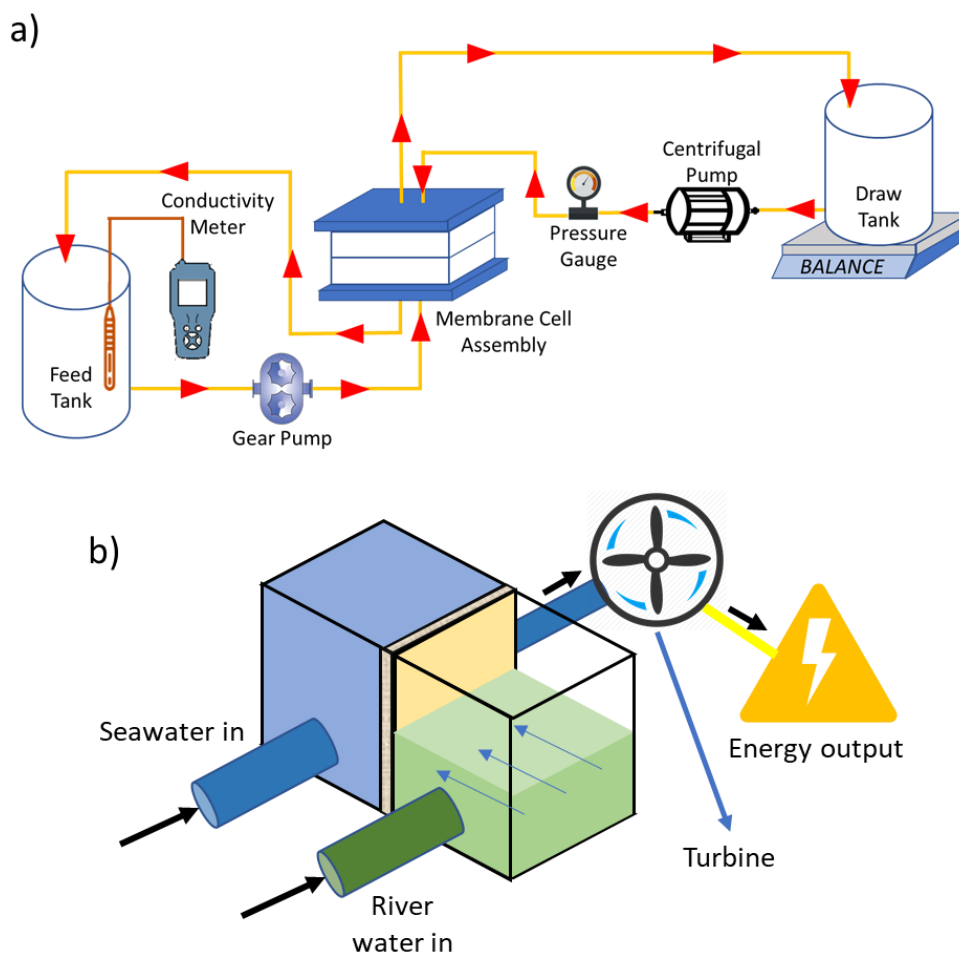 a)
Conductivity
Meter
Feed
Tank
Gear Pump
Membrane Cell
Assembly
Pressure
Gauge
Centrifugal
Pump
Draw
Tank
BALANCE
b)
Seawater in
River
water in
Turbine
Energy output